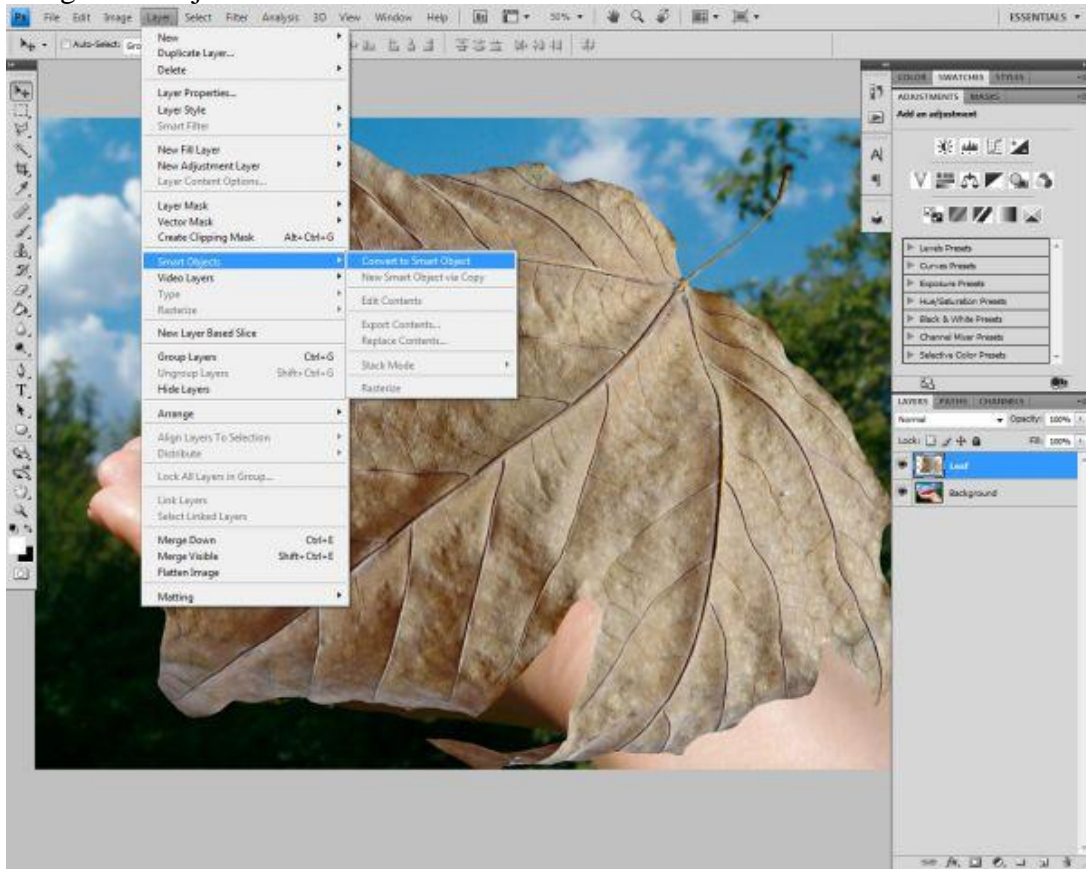 Ps File Edit Image Layer Select Filter Analysis 3D View Window Help 50% ESSENTIALS
Auto-Select:
New
Duplicate Layer...
Delete
Layer Properties...
Layer Style
Smart Filter
New Fill Layer
New Adjustment Layer
Layer Content Options...
Layer Mask
Vector Mask
Create Clipping Mask Alt+Ctrl+G
Smart Objects
Video Layers
Type
Rasterize
New Layer Based Slice
Group Layers Ctrl+G
Ungroup Layers Shift+Ctrl+G
Hide Layers
Arrange
Align Layers To Selection
Distribute
Lock All Layers in Group...
Link Layers
Select Linked Layers
Merge Down Ctrl+E
Merge Visible Shift+Ctrl+E
Flatten Image
Matting
Convert to Smart Object
New Smart Object via Copy
Edit Contents
Export Contents...
Replace Contents...
Stack Mode
Rasterize
COLOR SWATCHES STYLES
ADJUSTMENTS MASKS
Add an adjustment
Levels Presets
Curves Presets
Exposure Presets
Hue/Saturation Presets
Black & White Presets
Channel Mixer Presets
Selective Color Presets
LAYERS PATHS CHANNELS
Normal Opacity: 100%
Lock: Fill: 100%
Leaf
Background